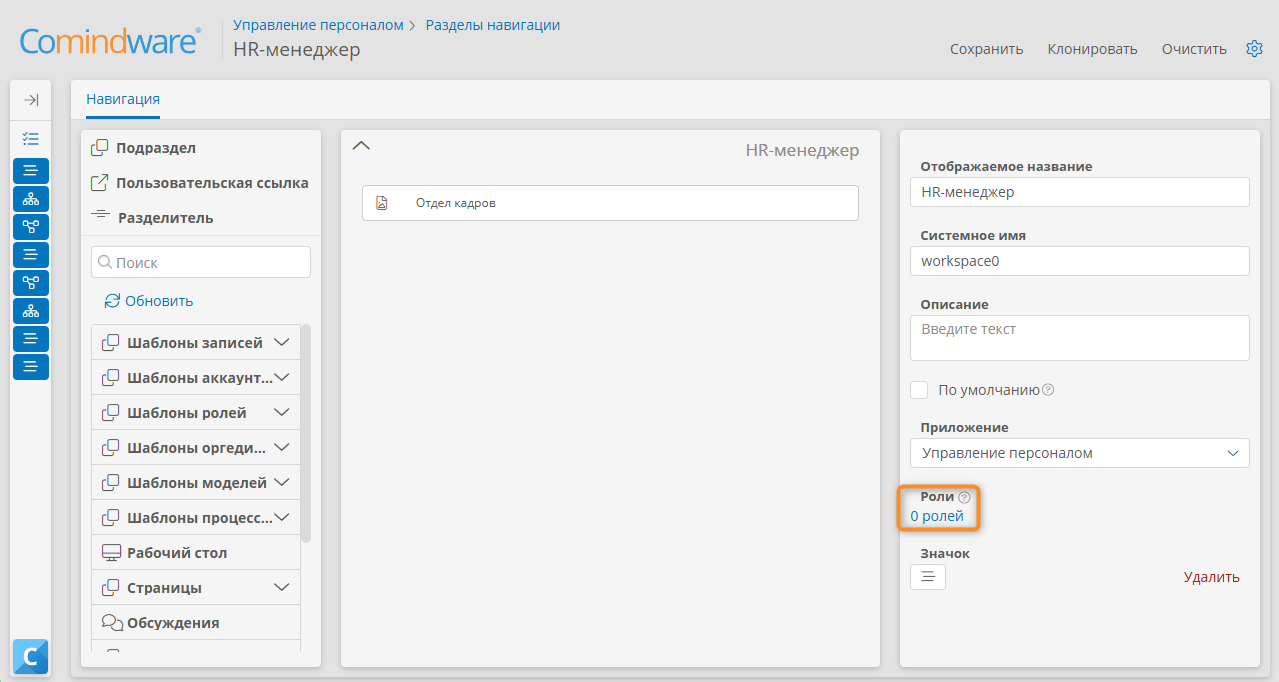 Comindware®
Управление персоналом > Разделы навигации
HR-менеджер
Сохранить Клонировать Очистить
Навигация
Подраздел
Пользовательская ссылка
Разделитель
Поиск
Обновить
Шаблоны записей
Шаблоны аккаунт...
Шаблоны ролей
Шаблоны оргеди...
Шаблоны моделей
Шаблоны процесс...
Рабочий стол
Страницы
Обсуждения
HR-менеджер
Отдел кадров
Отображаемое название
HR-менеджер
Системное имя
workspace0
Описание
Введите текст
По умолчанию
Приложение
Управление персоналом
Роли
0 ролей
Значок
Удалить
C